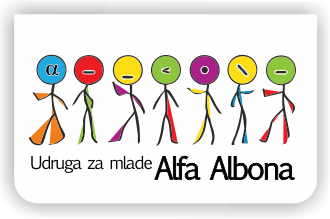 α – – < o \ –
Udruga za mlade Alfa Albona